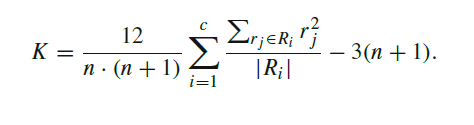 K = \frac{12}{n \cdot (n + 1)} \sum_{i=1}^{c} \frac{\sum_{r_j \in R_i} r_j^2}{|R_i|} - 3(n + 1).